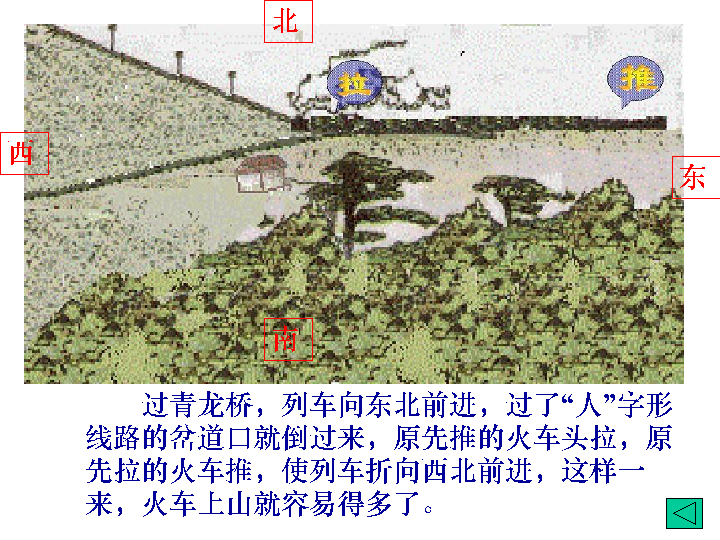 北
拉
推
西
东
南
过青龙桥，列车向东北前进，过了“人”字形
线路的岔道口就倒过来，原先推的火车头拉，原
先拉的火车推，使列车折向西北前进，这样一
来，火车上山就容易得多了。